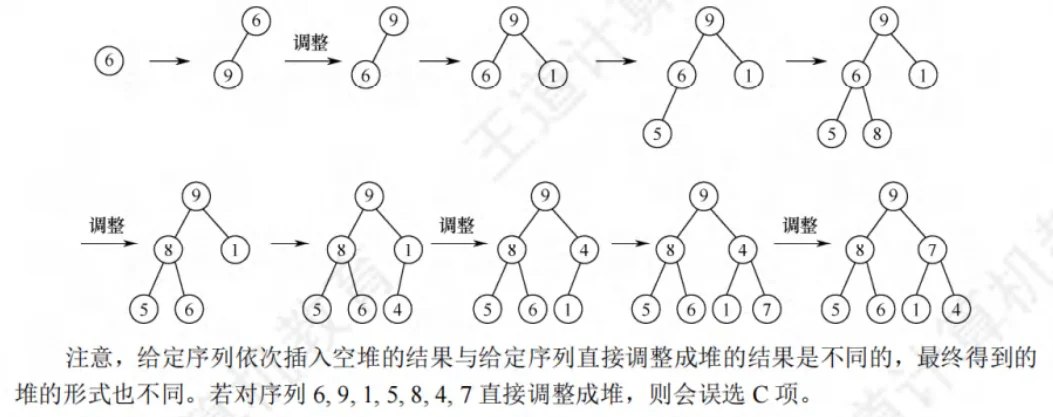 6 6 9 调整 9 6 9 6 1 9 6 1 5 9 6 1 5 8
调整 9 8 1 5 6 9 8 1 5 6 4 调整 9 8 4 5 6 1 9 8 4 5 6 1 7 调整 9 8 7 5 6 1 4
注意，给定序列依次插入空堆的结果与给定序列直接调整成堆的结果是不同的，最终得到的
堆的形式也不同。若对序列 6, 9, 1, 5, 8, 4, 7 直接调整成堆，则会误选 C 项。